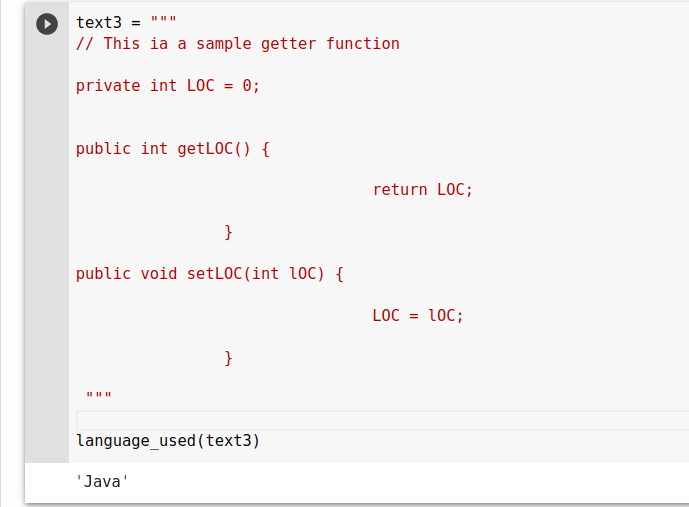 text3 = """
// This ia a sample getter function
private int LOC = 0;
public int getLOC() {
return LOC;
}
public void setLOC(int lOC) {
LOC = lOC;
}
"""
language_used(text3)
'Java'